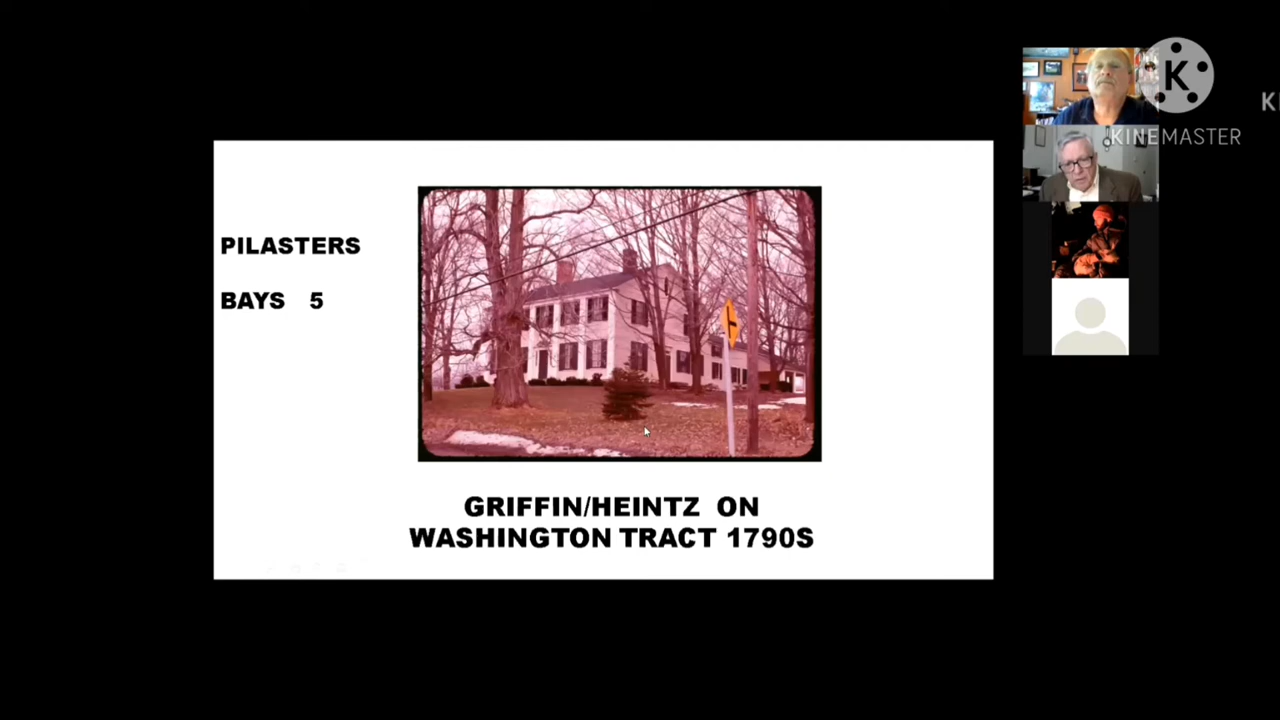 PILASTERS
BAYS 5
GRIFFIN/HEINTZ ON
WASHINGTON TRACT 1790S
K
KINEMASTER
K